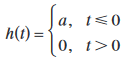 h(t) = { a, t ≤ 0
0, t > 0